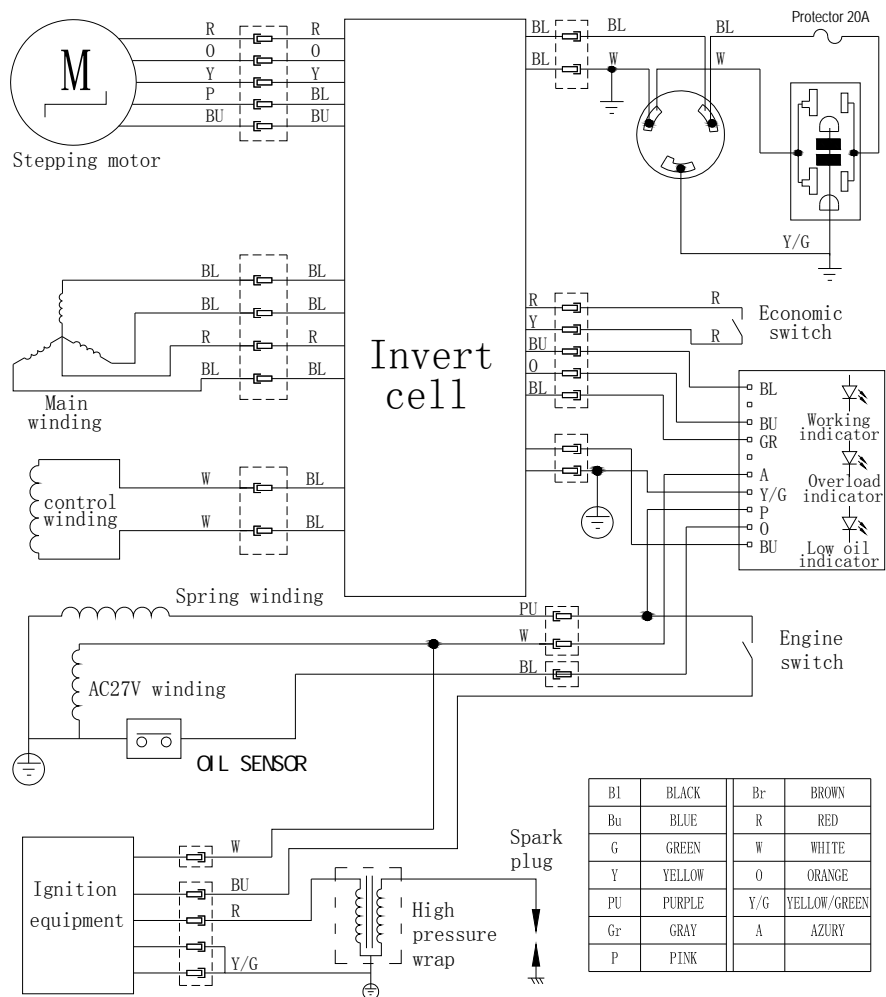 Protector 20A
R R
O O
Y Y
P BL
BU BU
M
Stepping motor
BL BL BL
BL W W
Y/G
BL BL
BL BL
R R
BL BL
Main
winding
Invert
cell
R R
Y R
BU
O
BL
Economic
switch
BL
BU
GR
A
Y/G
P
O
BU
Working
indicator
Overload
indicator
Low oil
indicator
W BL
W BL
control
winding
Spring winding
PU
W
BL
Engine
switch
AC27V winding
OIL SENSOR
Ignition
equipment
W
BU
R
Y/G
High
pressure
wrap
Spark
plug
Bl BLACK Br BROWN
Bu BLUE R RED
G GREEN W WHITE
Y YELLOW O ORANGE
PU PURPLE Y/G YELLOW/GREEN
Gr GRAY A AZURY
P PINK